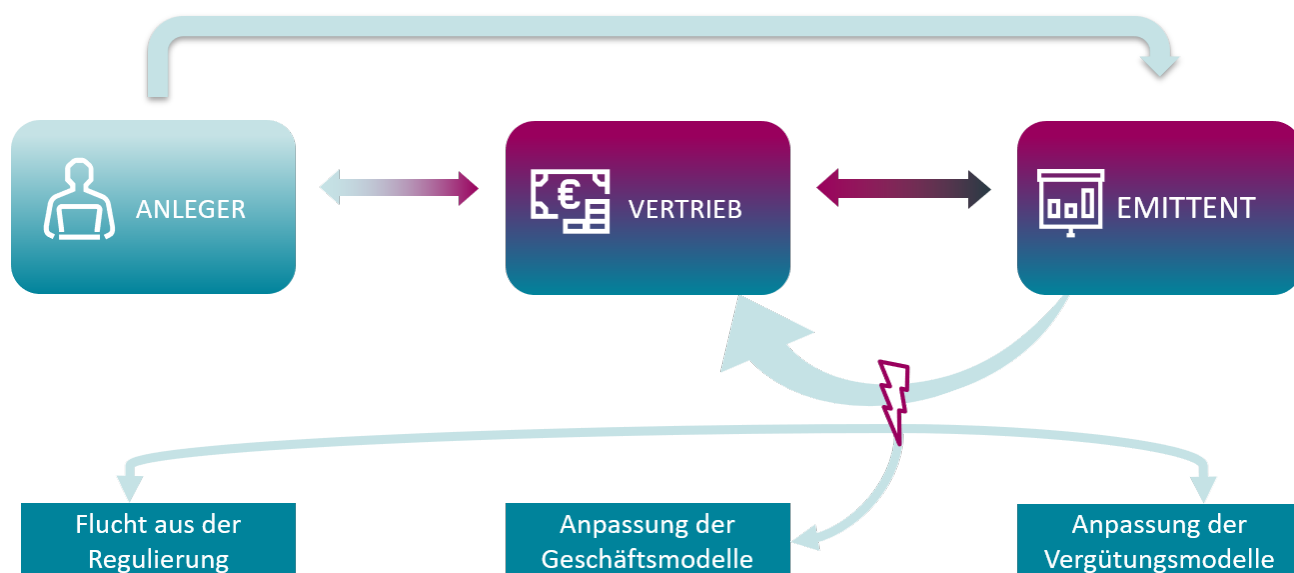 ANLEGER
€
VERTRIEB
EMITTENT
Flucht aus der
Regulierung
Anpassung der
Geschäftsmodelle
Anpassung der
Vergütungsmodelle